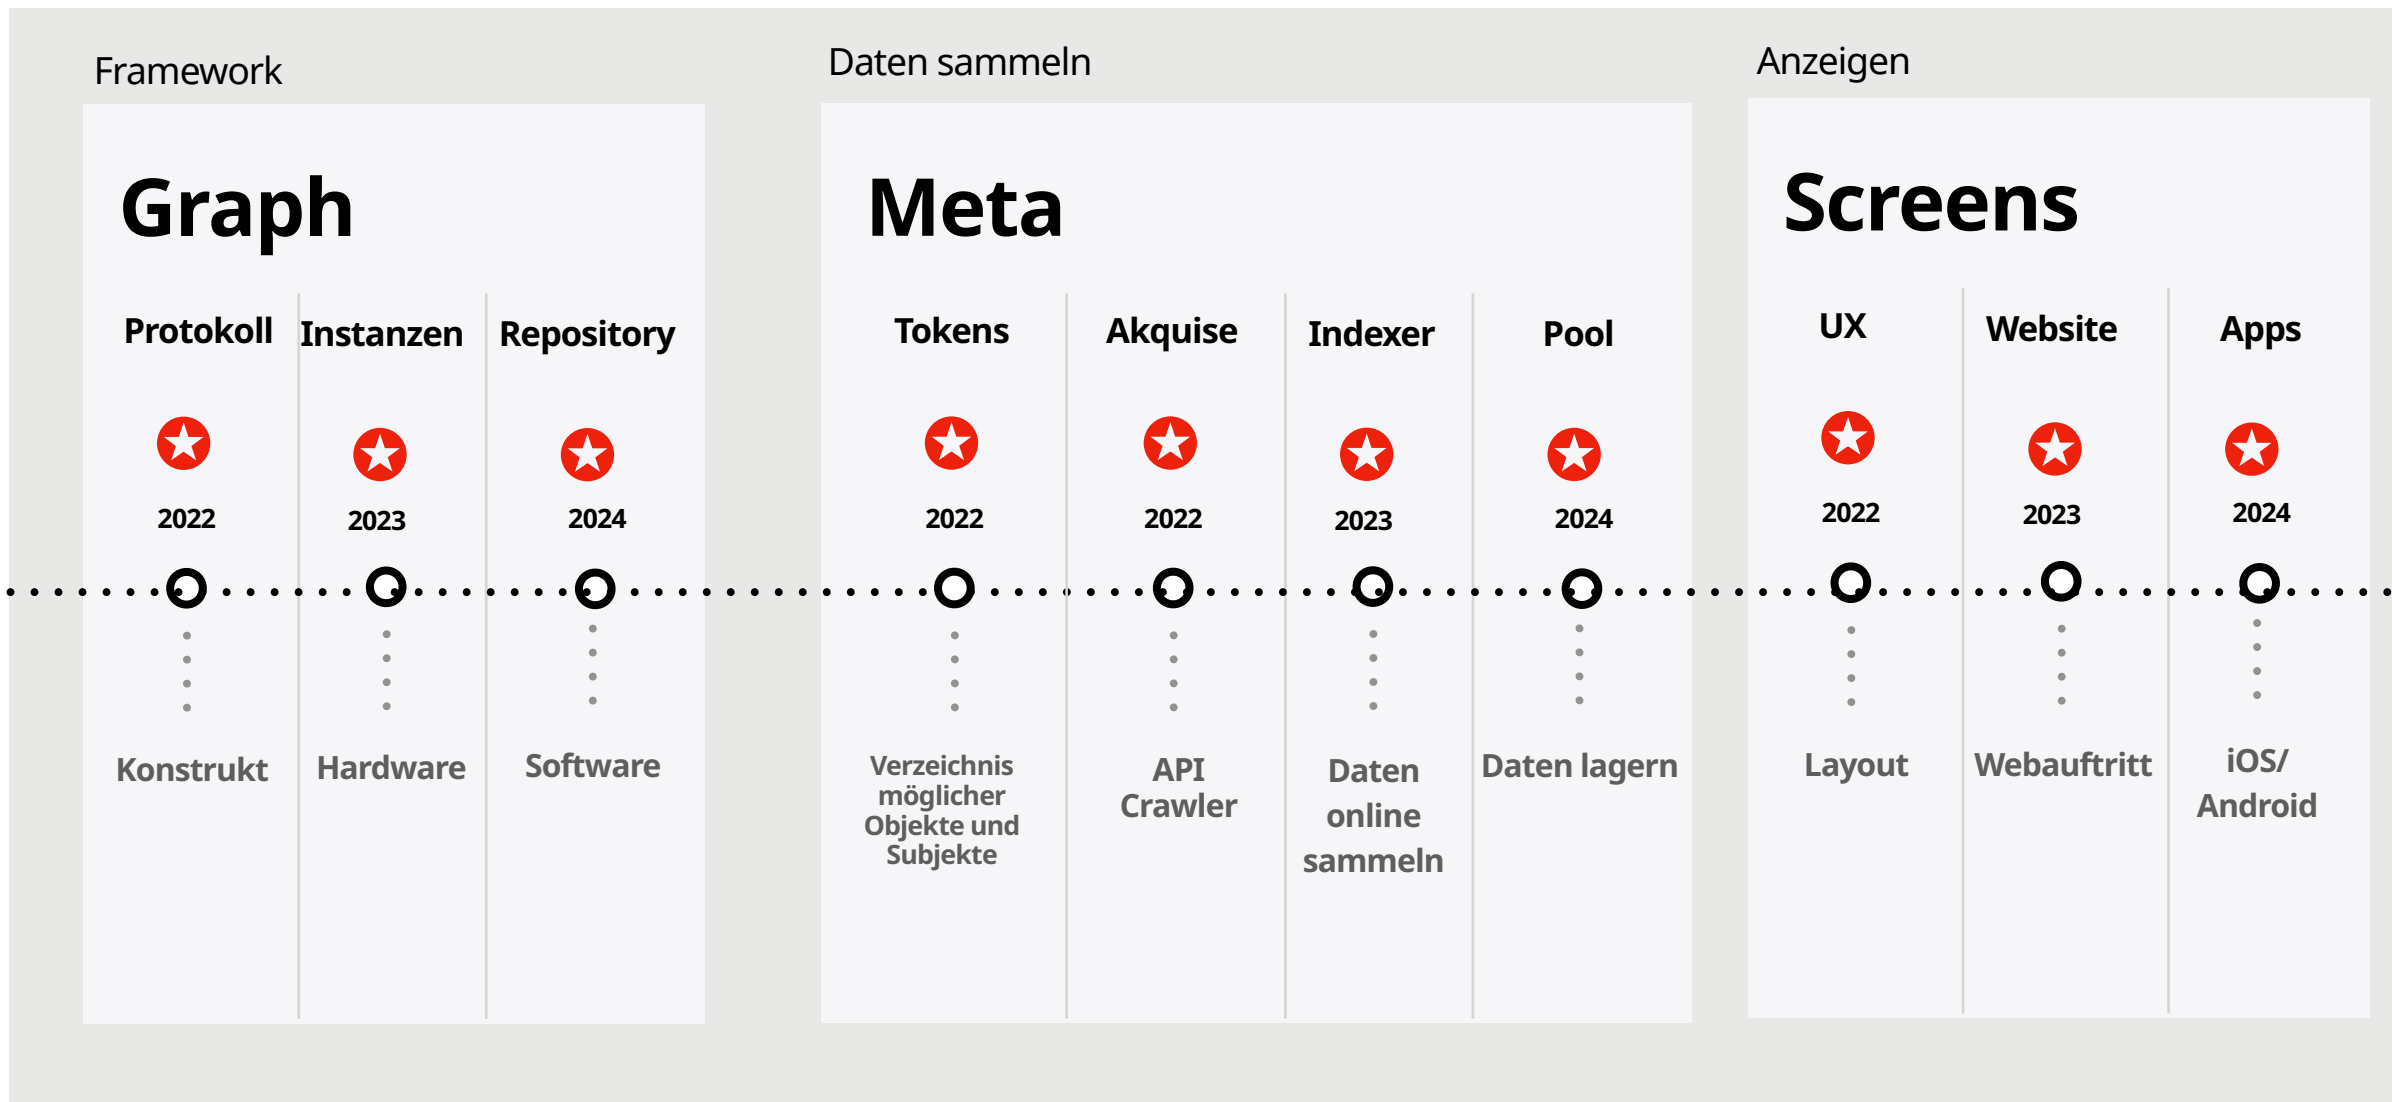 Framework
Graph
Protokoll
Instanzen
Repository
2022
2023
2024
Konstrukt
Hardware
Software
Daten sammeln
Meta
Tokens
Akquise
Indexer
Pool
2022
2022
2023
2024
Verzeichnis
möglicher
Objekte und
Subjekte
API
Crawler
Daten
online
sammeln
Daten lagern
Anzeigen
Screens
UX
Website
Apps
2022
2023
2024
Layout
Webauftritt
iOS/
Android